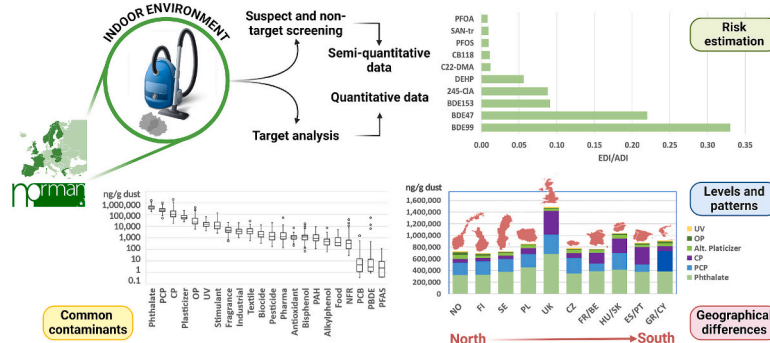 INDOOR ENVIRONMENT
Suspect and non-
target screening
Semi-quantitative
data
Quantitative data
Target analysis
norman
Risk
estimation
PFOA
SAN-tr
PFOS
CB118
C22-DMA
DEHP
245-CIA
BDE153
BDE47
BDE99
0.00 0.05 0.10 0.15 0.20 0.25 0.30 0.35
EDI/ADI
ng/g dust
1,000,000
100,000
10,000
1,000
100
10
1
0.1
Phthalate
PCP
CP
Plasticizer
OP
UV
Stimulant
Fragrance
Industrial
Textile
Biocide
Pesticide
Pharma
Antioxidant
Bisphenol
PAH
Alkylphenol
Food
NFR
PCB
PBDE
PFAS
Common
contaminants
ng/g dust
1,600,000
1,400,000
1,200,000
1,000,000
800,000
600,000
400,000
200,000
0
NO
FI
SE
PL
UK
CZ
FR/BE
HU/SK
ES/PT
GR/CY
North
South
Levels and
patterns
UV
OP
Alt. Platicizer
CP
PCP
Phthalate
Geographical
differences